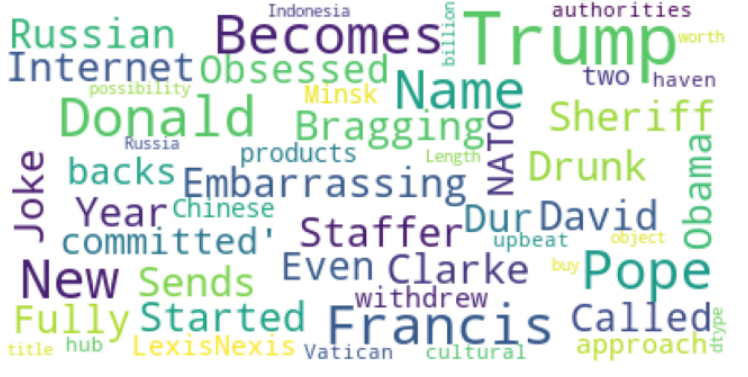 Indonesia
authorities
Russian
Becomes
billion
Trump
worth
Internet
Obsessed
two
haven
possibility
Minsk
Name
Donald
Bragging
NATO
Sheriff
Russia
products
Length
Drunk
Joke
backs
Embarrassing
Obama
Year
Chinese
Staffer
Dur
David
committed'
upbeat
object
New
Sends
Even
Clarke
buy
Pope
withdrew
Fully
Started
Francis
Called
title
hub
LexisNexis
Vatican
cultural
approach
dtype